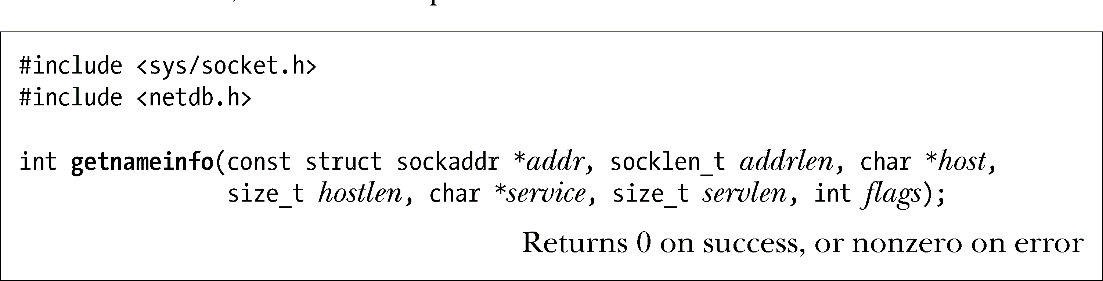 #include <sys/socket.h>
#include <netdb.h>
int getnameinfo(const struct sockaddr *addr, socklen_t addrlen, char *host,
size_t hostlen, char *service, size_t servlen, int flags);
Returns 0 on success, or nonzero on error